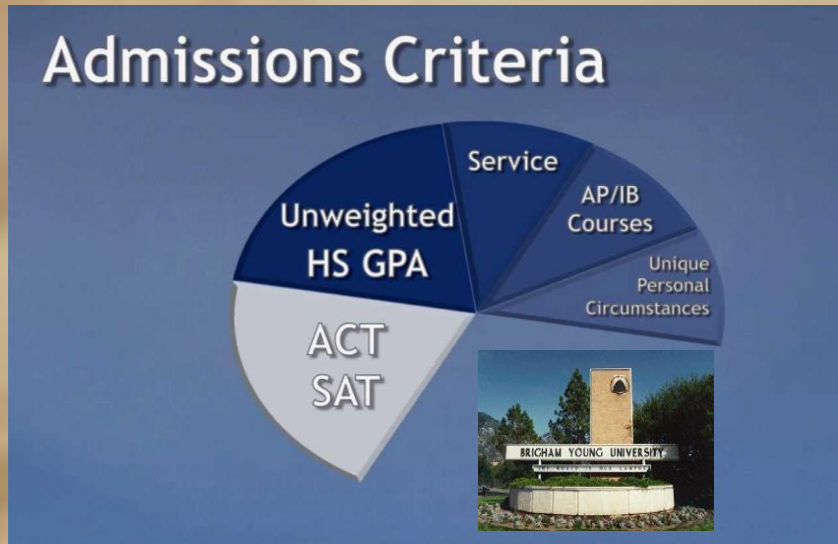 Admissions Criteria
Service
AP/IB
Courses
Unweighted
HS GPA
Unique
Personal
Circumstances
ACT
SAT
BRIGHAM YOUNG UNIVERSITY